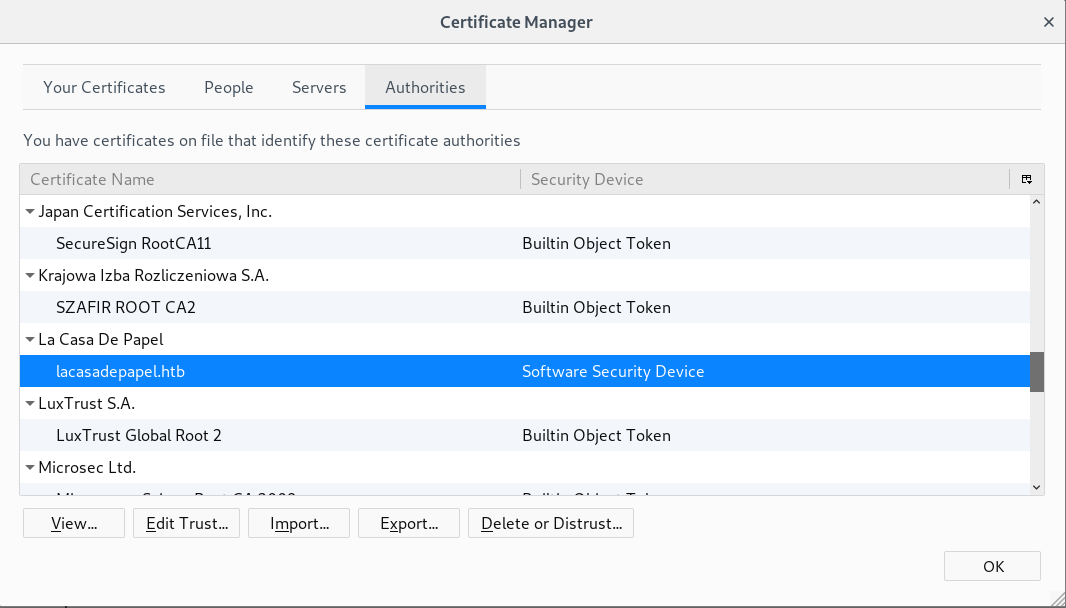 Certificate Manager
Your Certificates People Servers Authorities
You have certificates on file that identify these certificate authorities
Certificate Name Security Device
Japan Certification Services, Inc.
SecureSign RootCA11 Builtin Object Token
Krajowa Izba Rozliczeniowa S.A.
SZAFIR ROOT CA2 Builtin Object Token
La Casa De Papel
lacasadepapel.htb Software Security Device
LuxTrust S.A.
LuxTrust Global Root 2 Builtin Object Token
Microsec Ltd.
View... Edit Trust... Import... Export... Delete or Distrust...
OK